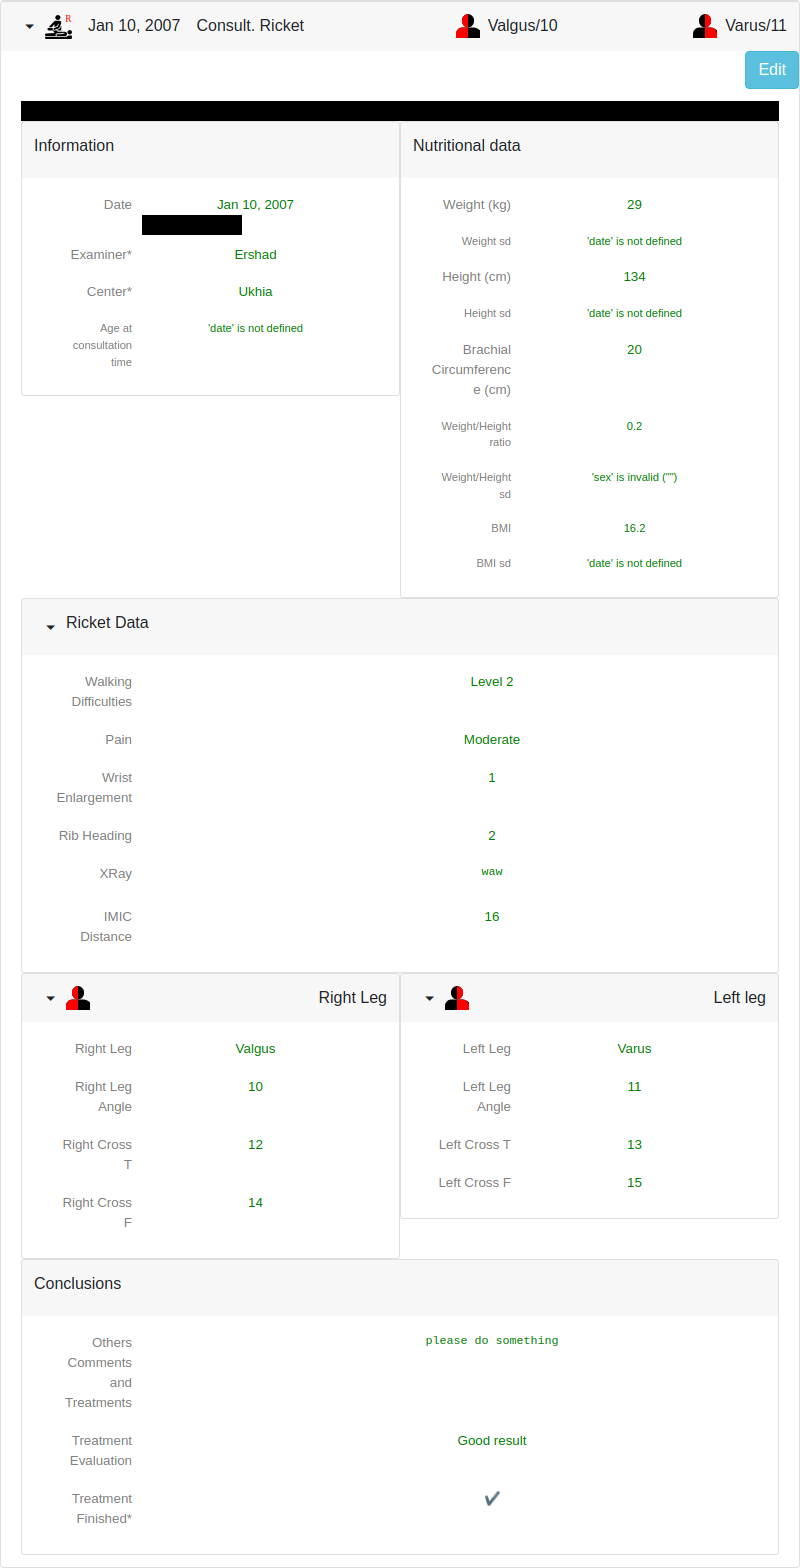 R Jan 10, 2007 Consult. Ricket Valgus/10 Varus/11
Edit
Information
Date Jan 10, 2007
Examiner* Ershad
Center* Ukhia
Age at 'date' is not defined
consultation
time
Nutritional data
Weight (kg) 29
Weight sd 'date' is not defined
Height (cm) 134
Height sd 'date' is not defined
Brachial 20
Circumferenc
e (cm)
Weight/Height 0.2
ratio
Weight/Height 'sex' is invalid ("")
sd
BMI 16.2
BMI sd 'date' is not defined
Ricket Data
Walking Level 2
Difficulties
Pain Moderate
Wrist 1
Enlargement
Rib Heading 2
XRay waw
IMIC 16
Distance
Right Leg
Right Leg Valgus
Right Leg 10
Angle
Right Cross 12
T
Right Cross 14
F
Left leg
Left Leg Varus
Left Leg 11
Angle
Left Cross T 13
Left Cross F 15
Conclusions
Others please do something
Comments
and
Treatments
Treatment Good result
Evaluation
Treatment ✔
Finished*